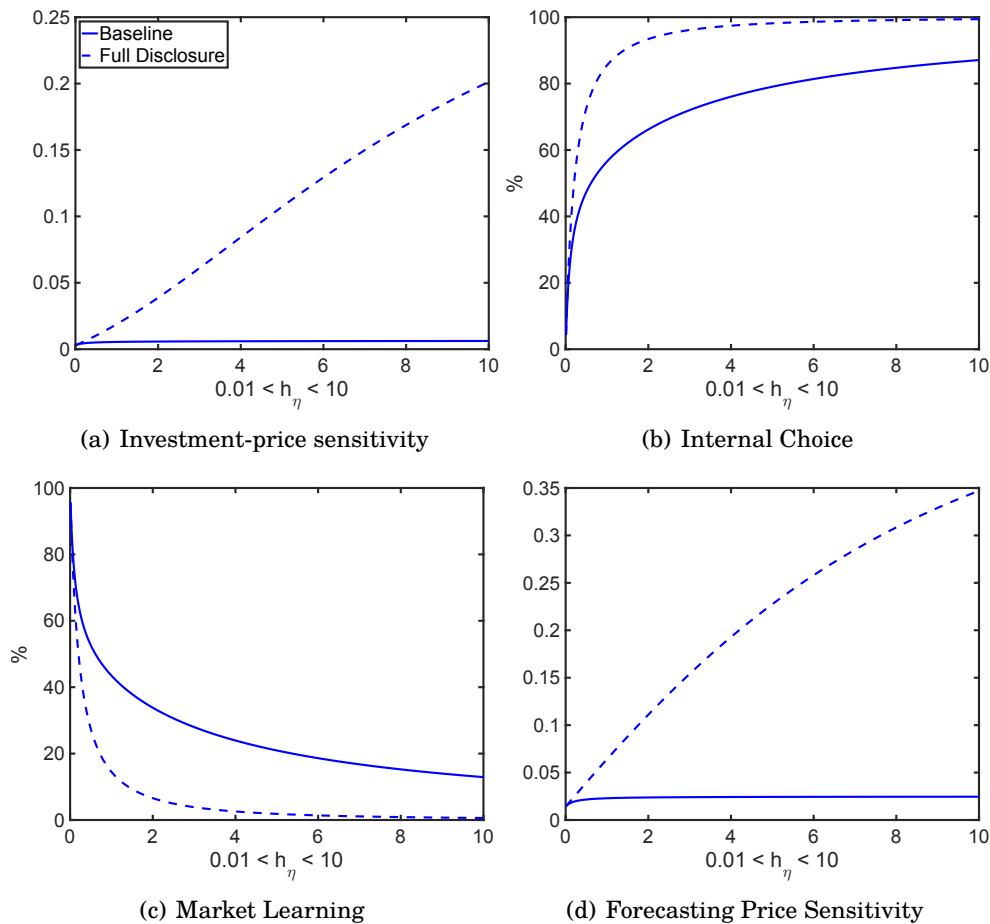 0.25
0.2
0.15
0.1
0.05
0
Baseline
Full Disclosure
0 2 4 6 8 10
0.01 < h_η < 10
(a) Investment-price sensitivity
100
80
60
40
20
0
%
0 2 4 6 8 10
0.01 < h_η < 10
(b) Internal Choice
100
80
60
40
20
0
%
0 2 4 6 8 10
0.01 < h_η < 10
(c) Market Learning
0.35
0.3
0.25
0.2
0.15
0.1
0.05
0
0 2 4 6 8 10
0.01 < h_η < 10
(d) Forecasting Price Sensitivity